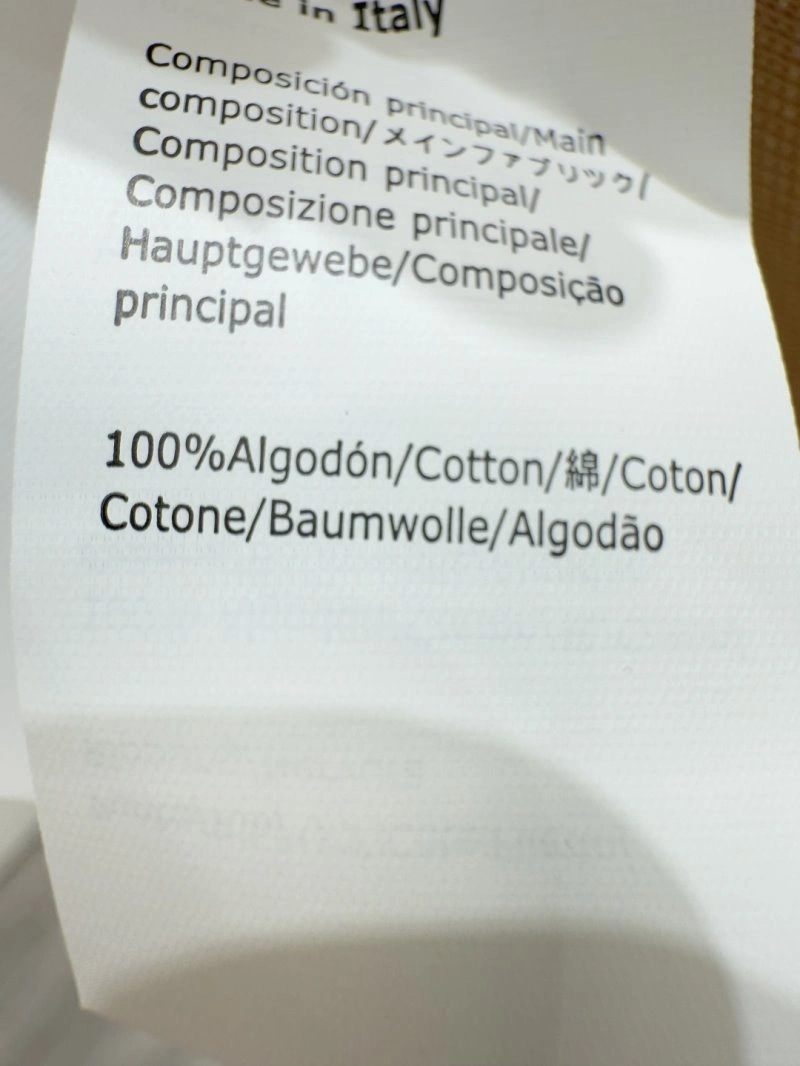 in Italy
Composición principal/Main
composition/メインファブリック/
Composition principal/
Composizione principale/
Hauptgewebe/Composição
principal
100%Algodón/Cotton/綿/Coton/
Cotone/Baumwolle/Algodão